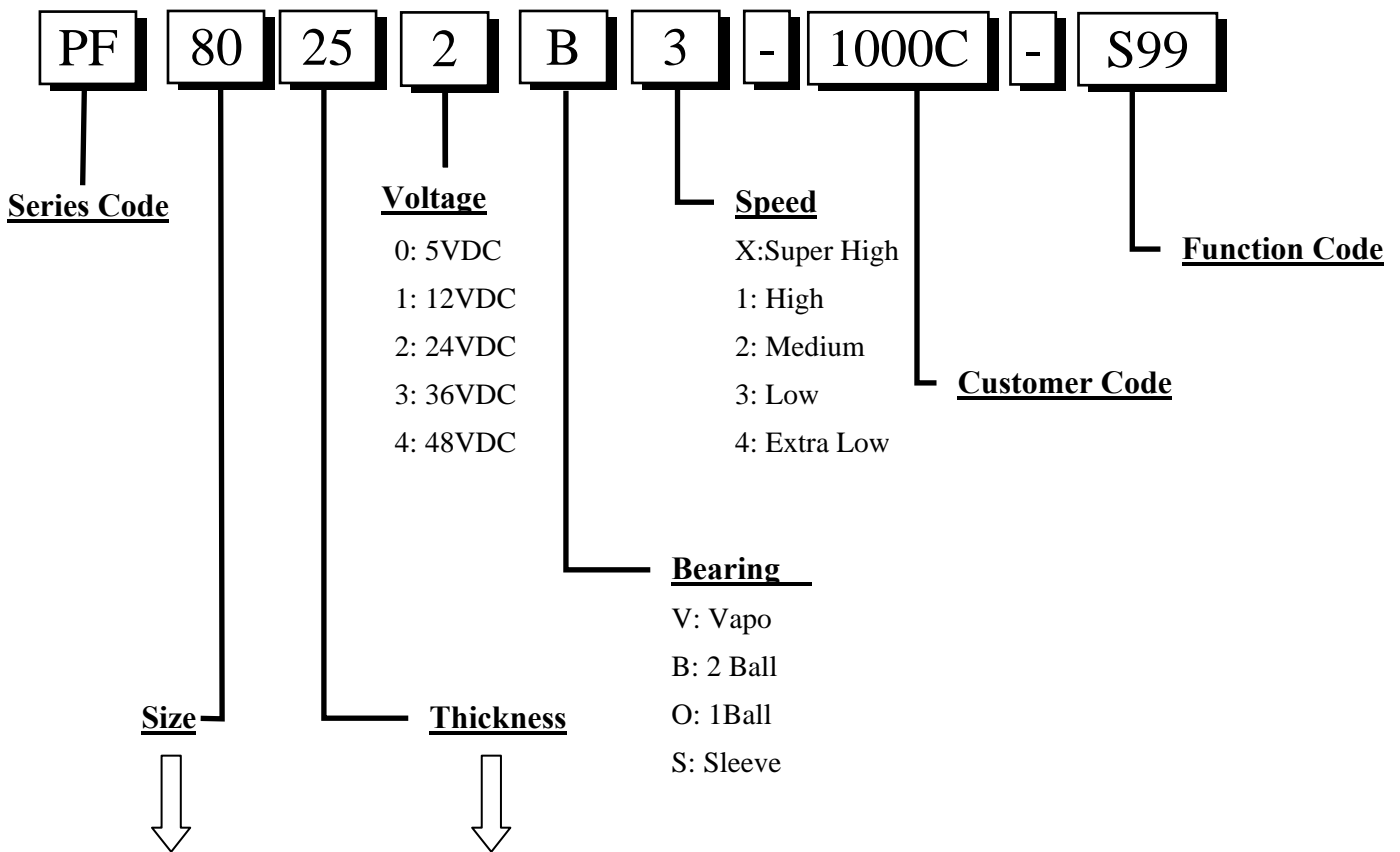 PF 80 25 2 B 3 - 1000C - S99
Series Code
Voltage
0: 5VDC
1: 12VDC
2: 24VDC
3: 36VDC
4: 48VDC
Speed
X:Super High
1: High
2: Medium
3: Low
4: Extra Low
Function Code
Customer Code
Bearing
V: Vapo
B: 2 Ball
O: 1Ball
S: Sleeve
Size
Thickness